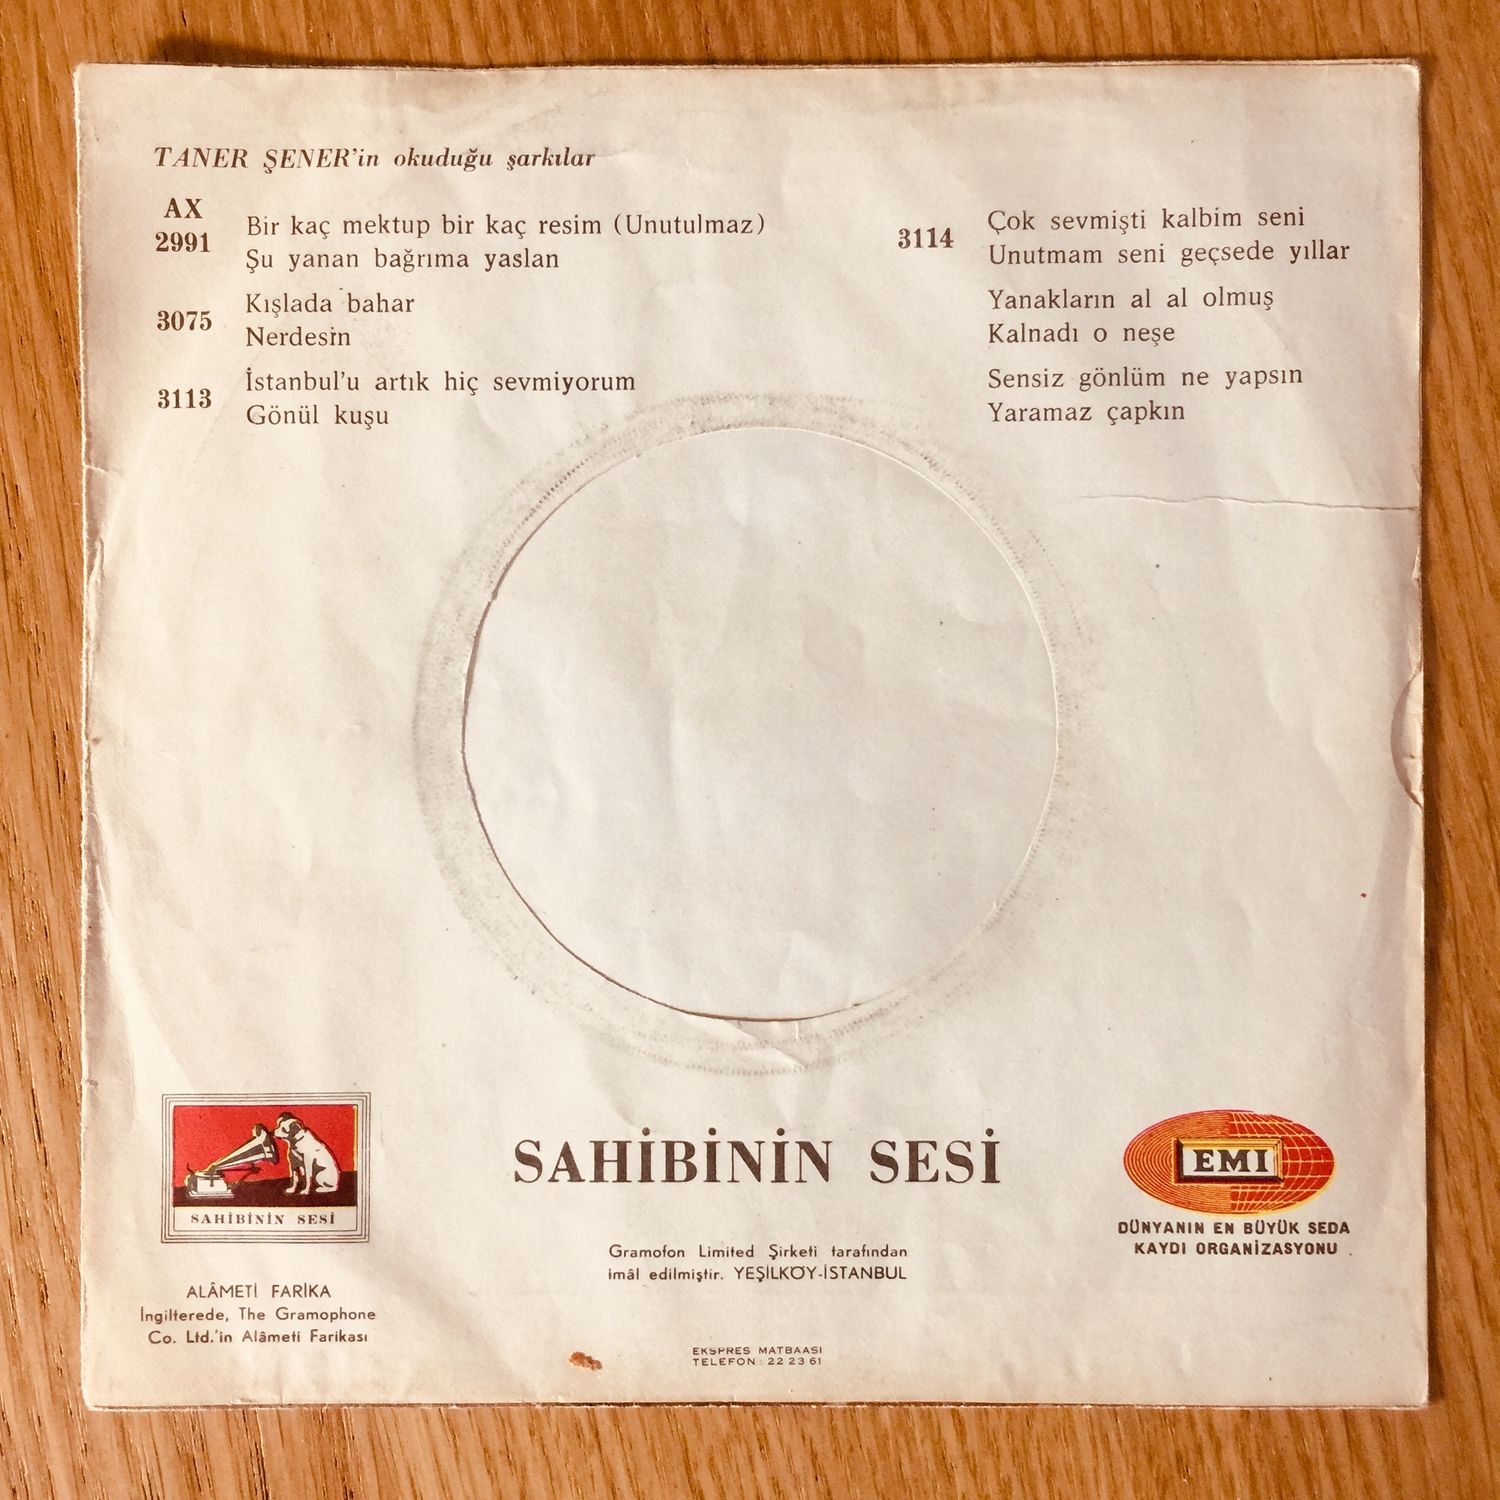 TANER ŞENER'in okuduğu şarkılar
AX
2991
Bir kaç mektup bir kaç resim (Unutulmaz)
Şu yanan bağrıma yaslan
3075
Kışlada bahar
Nerdesin
3113
İstanbul'u artık hiç sevmiyorum
Gönül kuşu
3114
Çok sevmişti kalbim seni
Unutmam seni geçsede yıllar
Yanakların al al olmuş
Kalnadı o neşe
Sensiz gönlüm ne yapsın
Yaramaz çapkın
SAHİBİNİN SESİ
ALÂMETİ FARİKA
İngilterede, The Gramophone
Co. Ltd.'in Alâmeti Farikası
SAHİBİNİN SESİ
Gramofon Limited Şirketi tarafından
imâl edilmiştir. YEŞİLKÖY-İSTANBUL
EKSPRES MATBAASI
TELEFON: 22 23 61
EMI
DÜNYANIN EN BÜYÜK SEDA
KAYDI ORGANİZASYONU .